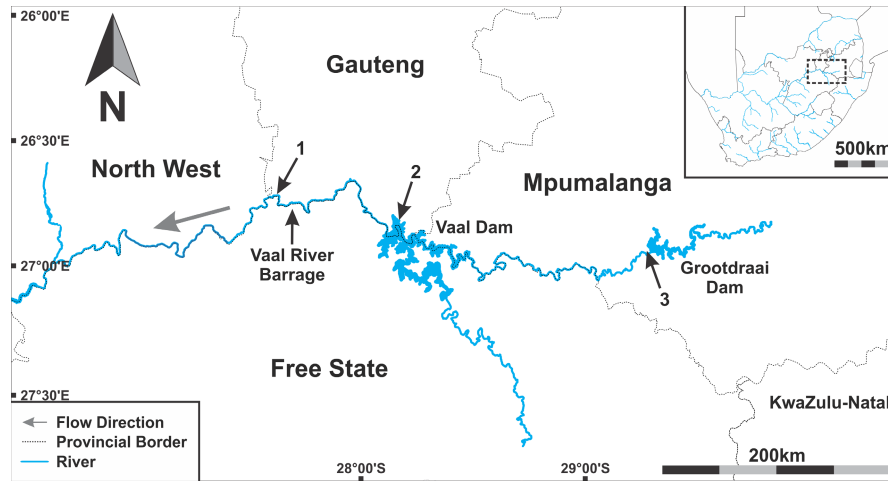 26°00'E
Gauteng
N
500km
26°30'E
1
North West
2
Mpumalanga
Vaal Dam
Vaal River
Barrage
27°00'E
Grootdraai
Dam
3
Free State
27°30'E
KwaZulu-Natal
Flow Direction
Provincial Border
River
200km
28°00'S
29°00'S